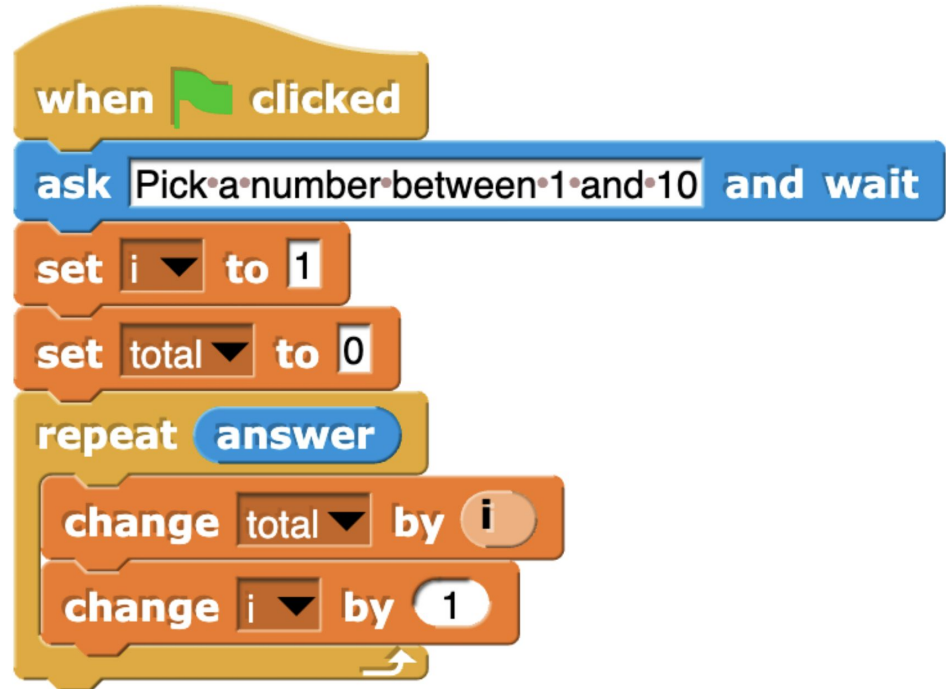 when clicked
ask Pick a number between 1 and 10 and wait
set i to 1
set total to 0
repeat answer
change total by i
change i by 1